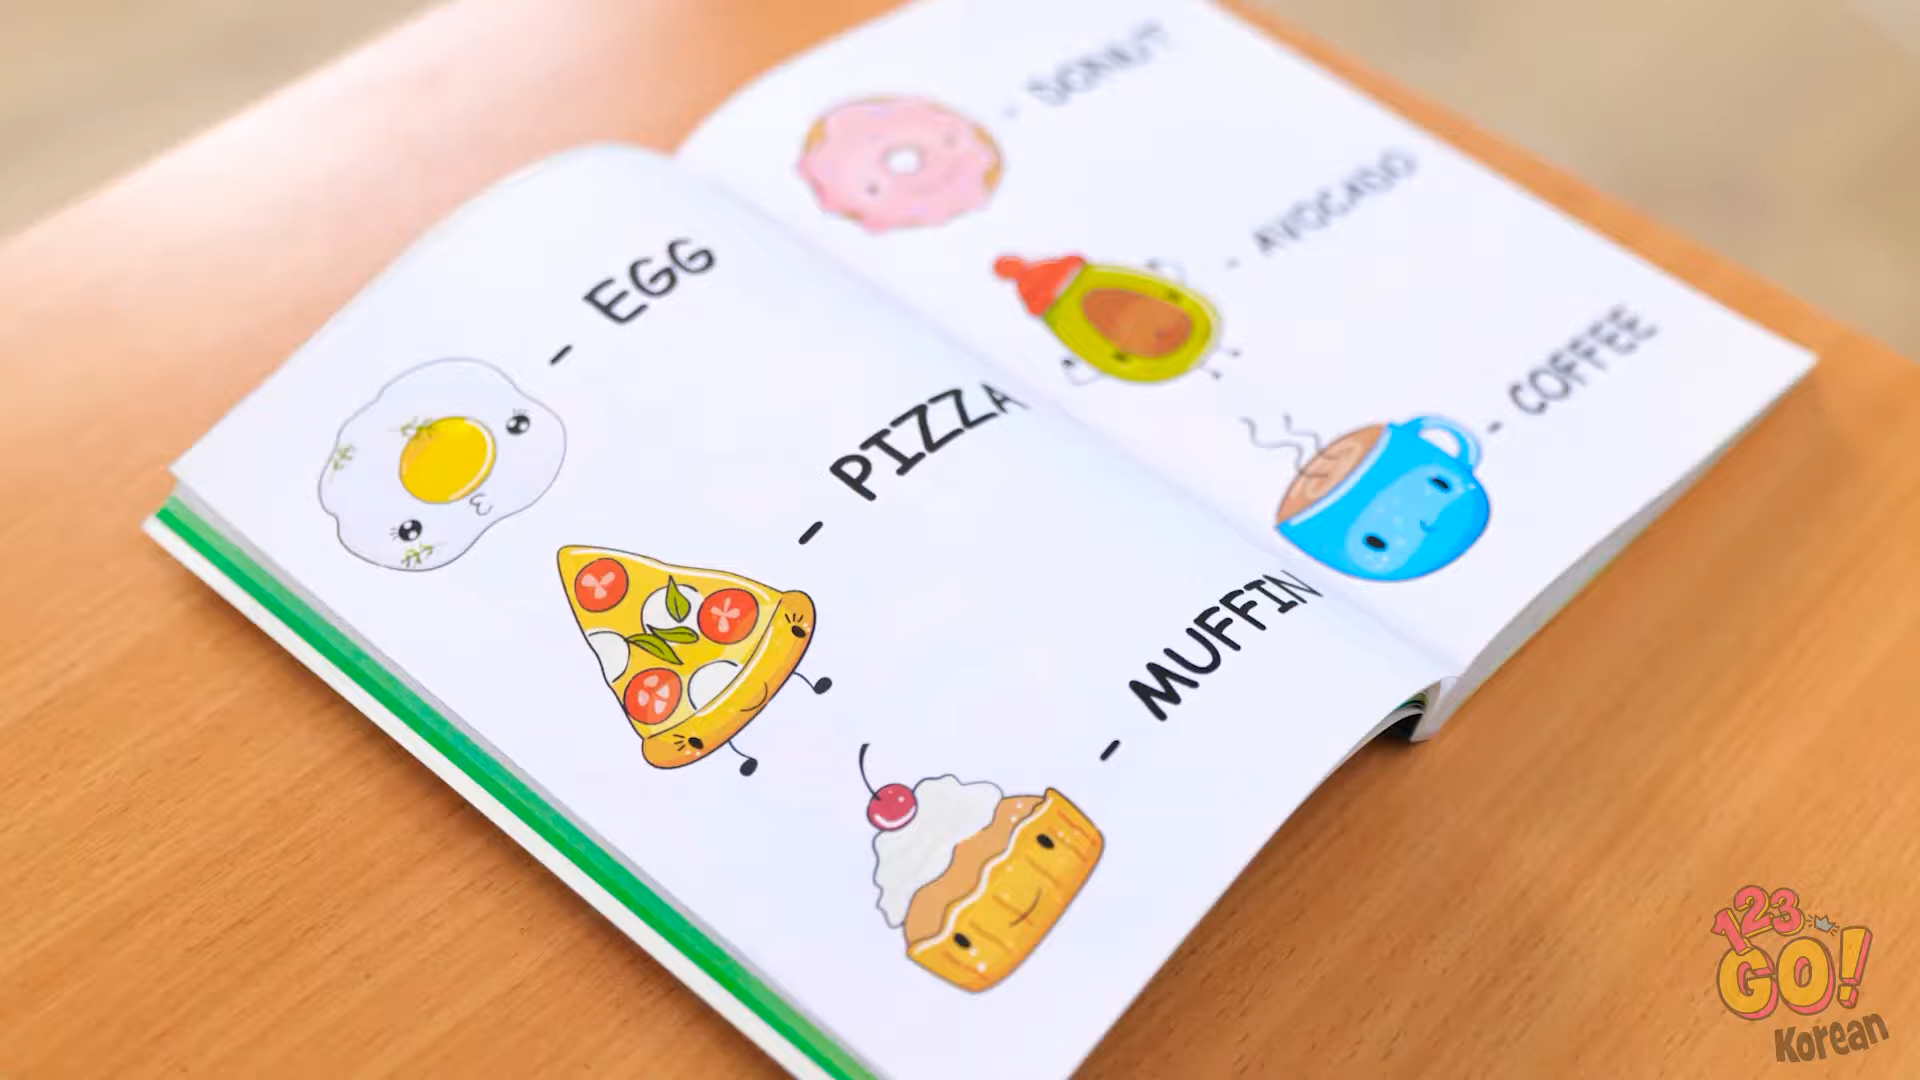 - EGG
- PIZZA
- MUFFIN
- DONUT
- AVOCADO
- COFFEE
123
GO!
Korean